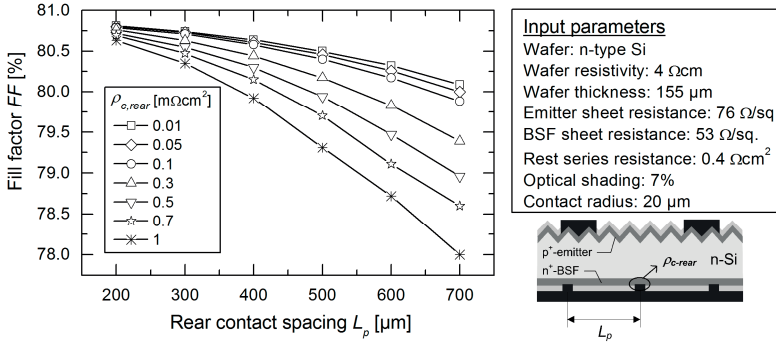 81.0
80.5
80.0
79.5
79.0
78.5
78.0
Fill factor FF [%]
ρc,rear [mΩcm²]
0.01
0.05
0.1
0.3
0.5
0.7
1
200 300 400 500 600 700
Rear contact spacing Lp [µm]
Input parameters
Wafer: n-type Si
Wafer resistivity: 4 Ωcm
Wafer thickness: 155 µm
Emitter sheet resistance: 76 Ω/sq
BSF sheet resistance: 53 Ω/sq.
Rest series resistance: 0.4 Ωcm²
Optical shading: 7%
Contact radius: 20 µm
p⁺-emitter
n-Si
n⁺-BSF
ρc-rear
Lp